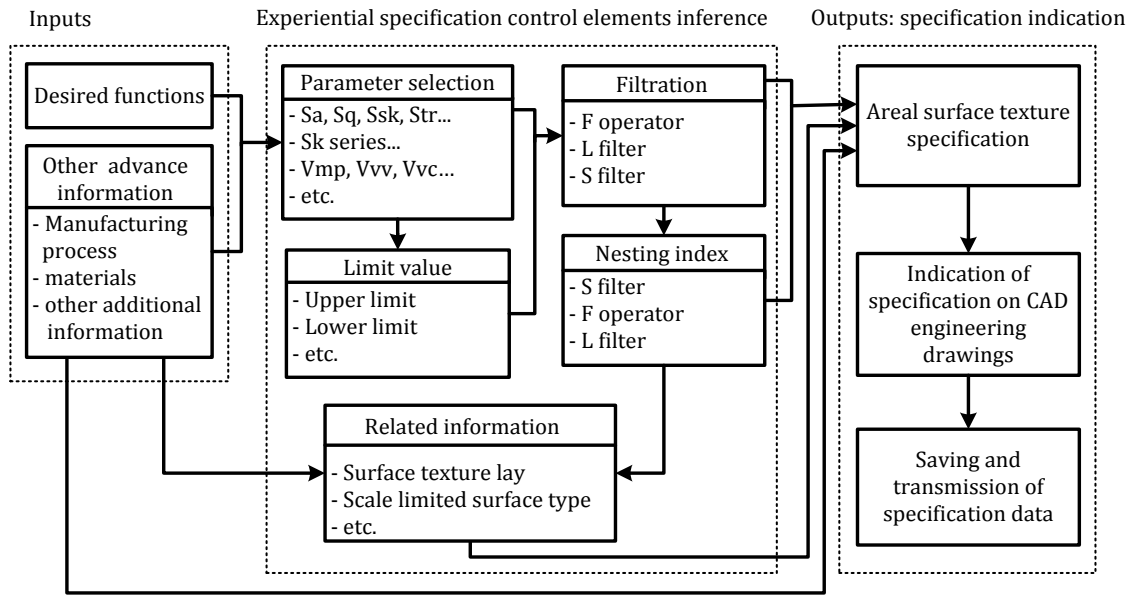 Inputs
Experiential specification control elements inference
Outputs: specification indication
Desired functions
Other advance
information
- Manufacturing
process
- materials
- other additional
information
Parameter selection
- Sa, Sq, Ssk, Str...
- Sk series...
- Vmp, Vvv, Vvc...
- etc.
Limit value
- Upper limit
- Lower limit
- etc.
Filtration
- F operator
- L filter
- S filter
Nesting index
- S filter
- F operator
- L filter
Related information
- Surface texture lay
- Scale limited surface type
- etc.
Areal surface texture
specification
Indication of
specification on CAD
engineering
drawings
Saving and
transmission of
specification data